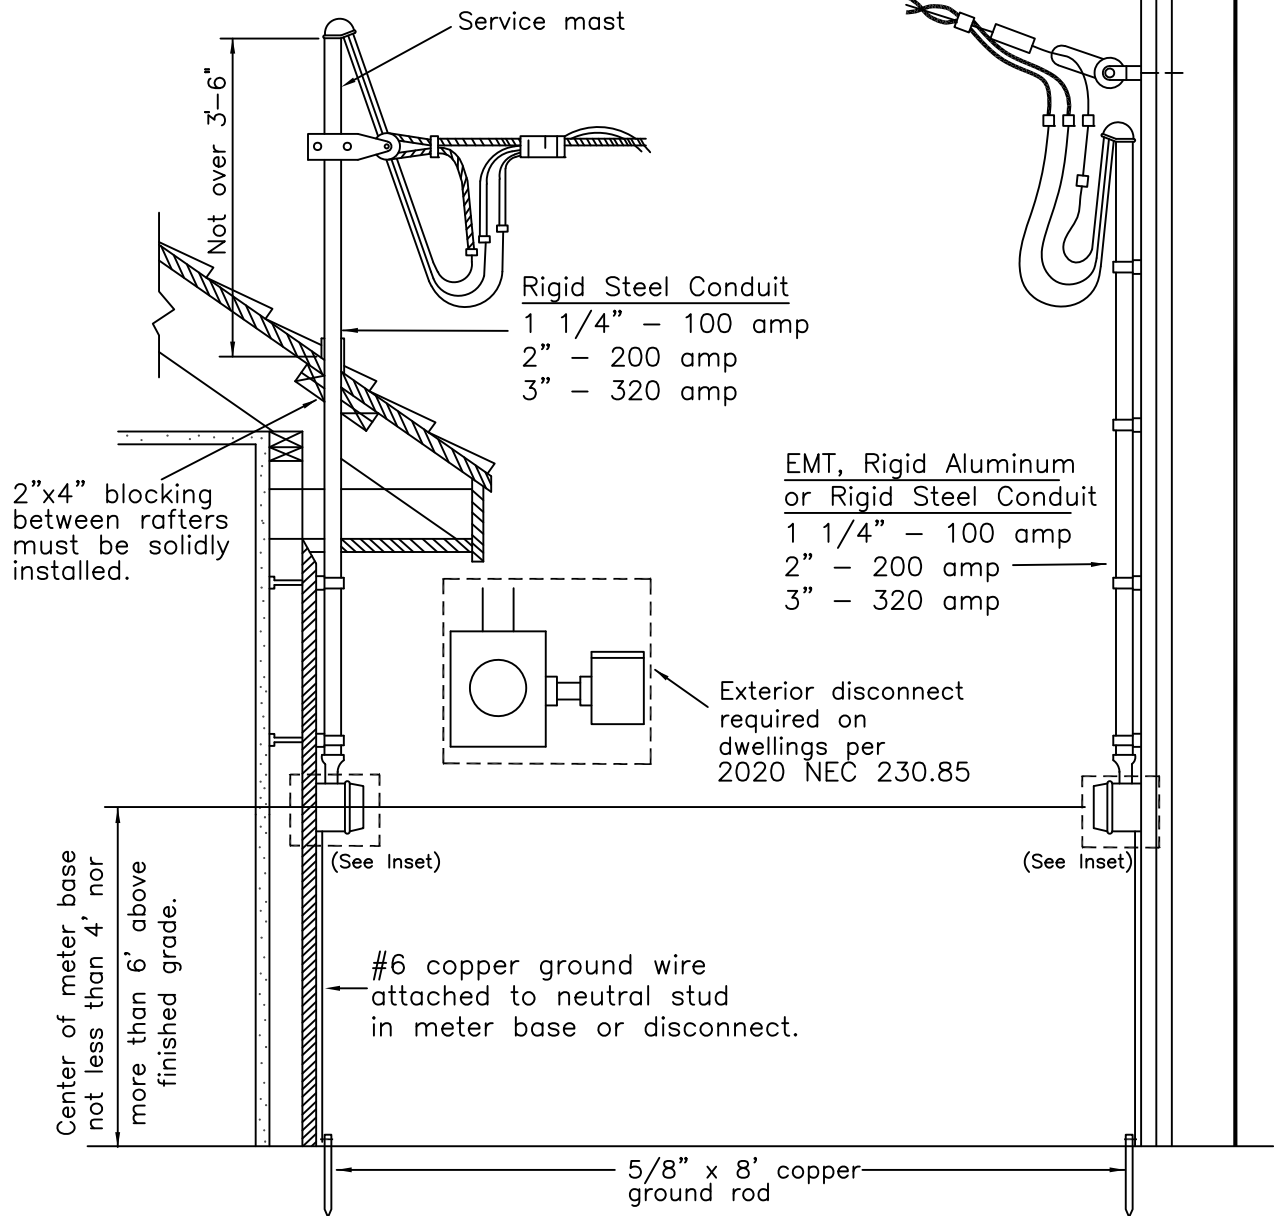 Service mast
Not over 3'-6"
Rigid Steel Conduit
1 1/4" - 100 amp
2" - 200 amp
3" - 320 amp
2"x4" blocking
between rafters
must be solidly
installed.
EMT, Rigid Aluminum
or Rigid Steel Conduit
1 1/4" - 100 amp
2" - 200 amp
3" - 320 amp
Exterior disconnect
required on
dwellings per
2020 NEC 230.85
(See Inset)
(See Inset)
Center of meter base
not less than 4' nor
more than 6' above
finished grade.
#6 copper ground wire
attached to neutral stud
in meter base or disconnect.
5/8" x 8' copper
ground rod